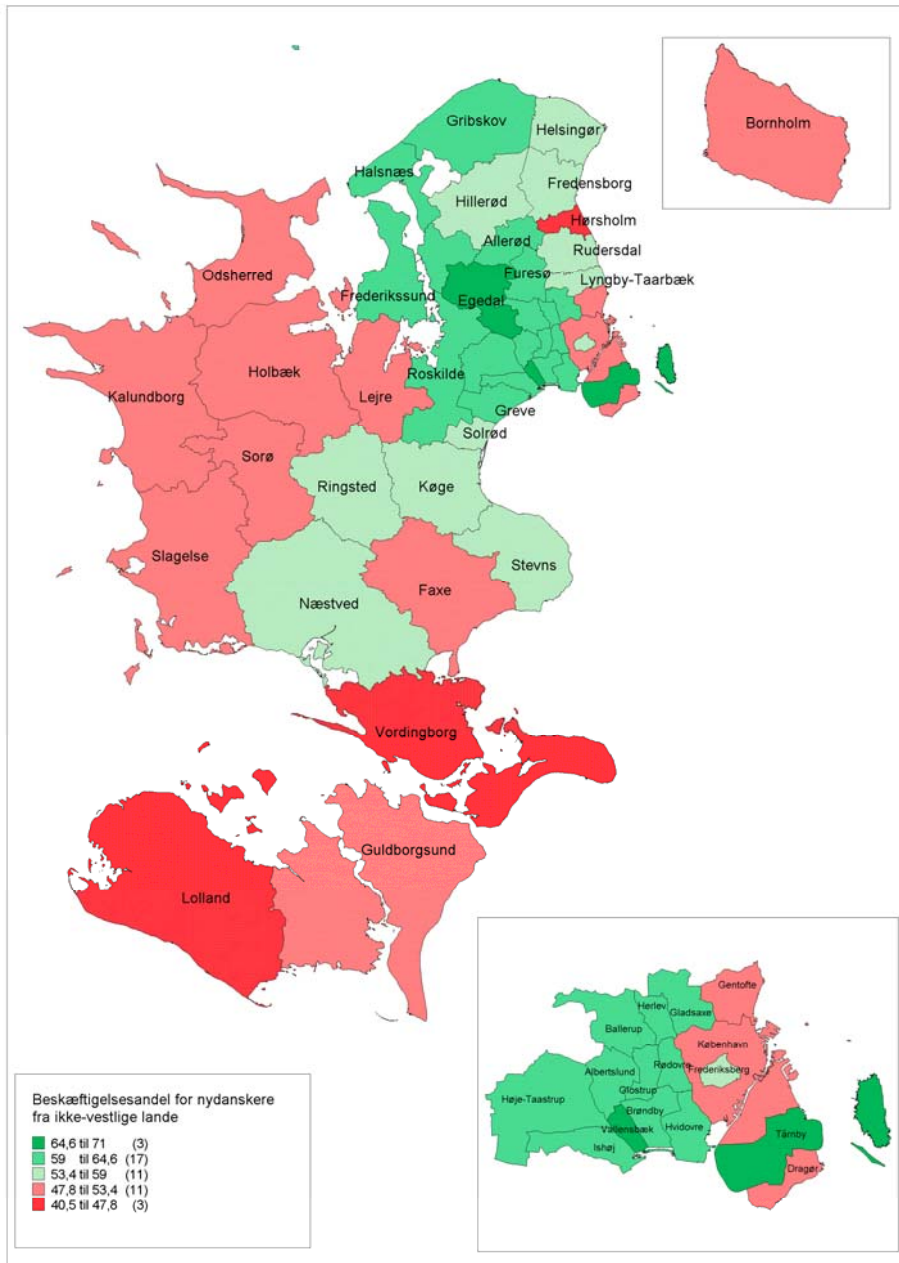 Gribskov
Helsingør
Bornholm
Halsnæs
Fredensborg
Hillerød
Hørsholm
Allerød
Rudersdal
Odsherred
Furesø
Lyngby-Taarbæk
Frederikssund
Egedal
Holbæk
Roskilde
Kalundborg
Lejre
Greve
Solrød
Sorø
Ringsted
Køge
Slagelse
Stevns
Faxe
Næstved
Vordingborg
Guldborgsund
Lolland
Gentofte
Herlev
Gladsaxe
Ballerup
København
Rødovre
Frederiksberg
Albertslund
Glostrup
Høje-Taastrup
Brøndby
Vallensbæk
Hvidovre
Tårnby
Ishøj
Dragør
Beskæftigelsesandel for nydanskere
fra ikke-vestlige lande
64,6 til 71 (3)
59 til 64,6 (17)
53,4 til 59 (11)
47,8 til 53,4 (11)
40,5 til 47,8 (3)